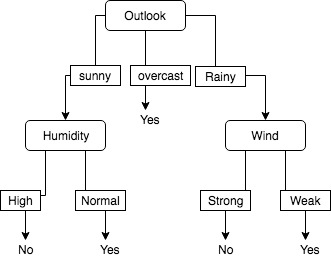 Outlook
sunny
overcast
Rainy
Yes
Humidity
Wind
High
Normal
Strong
Weak
No
Yes
No
Yes